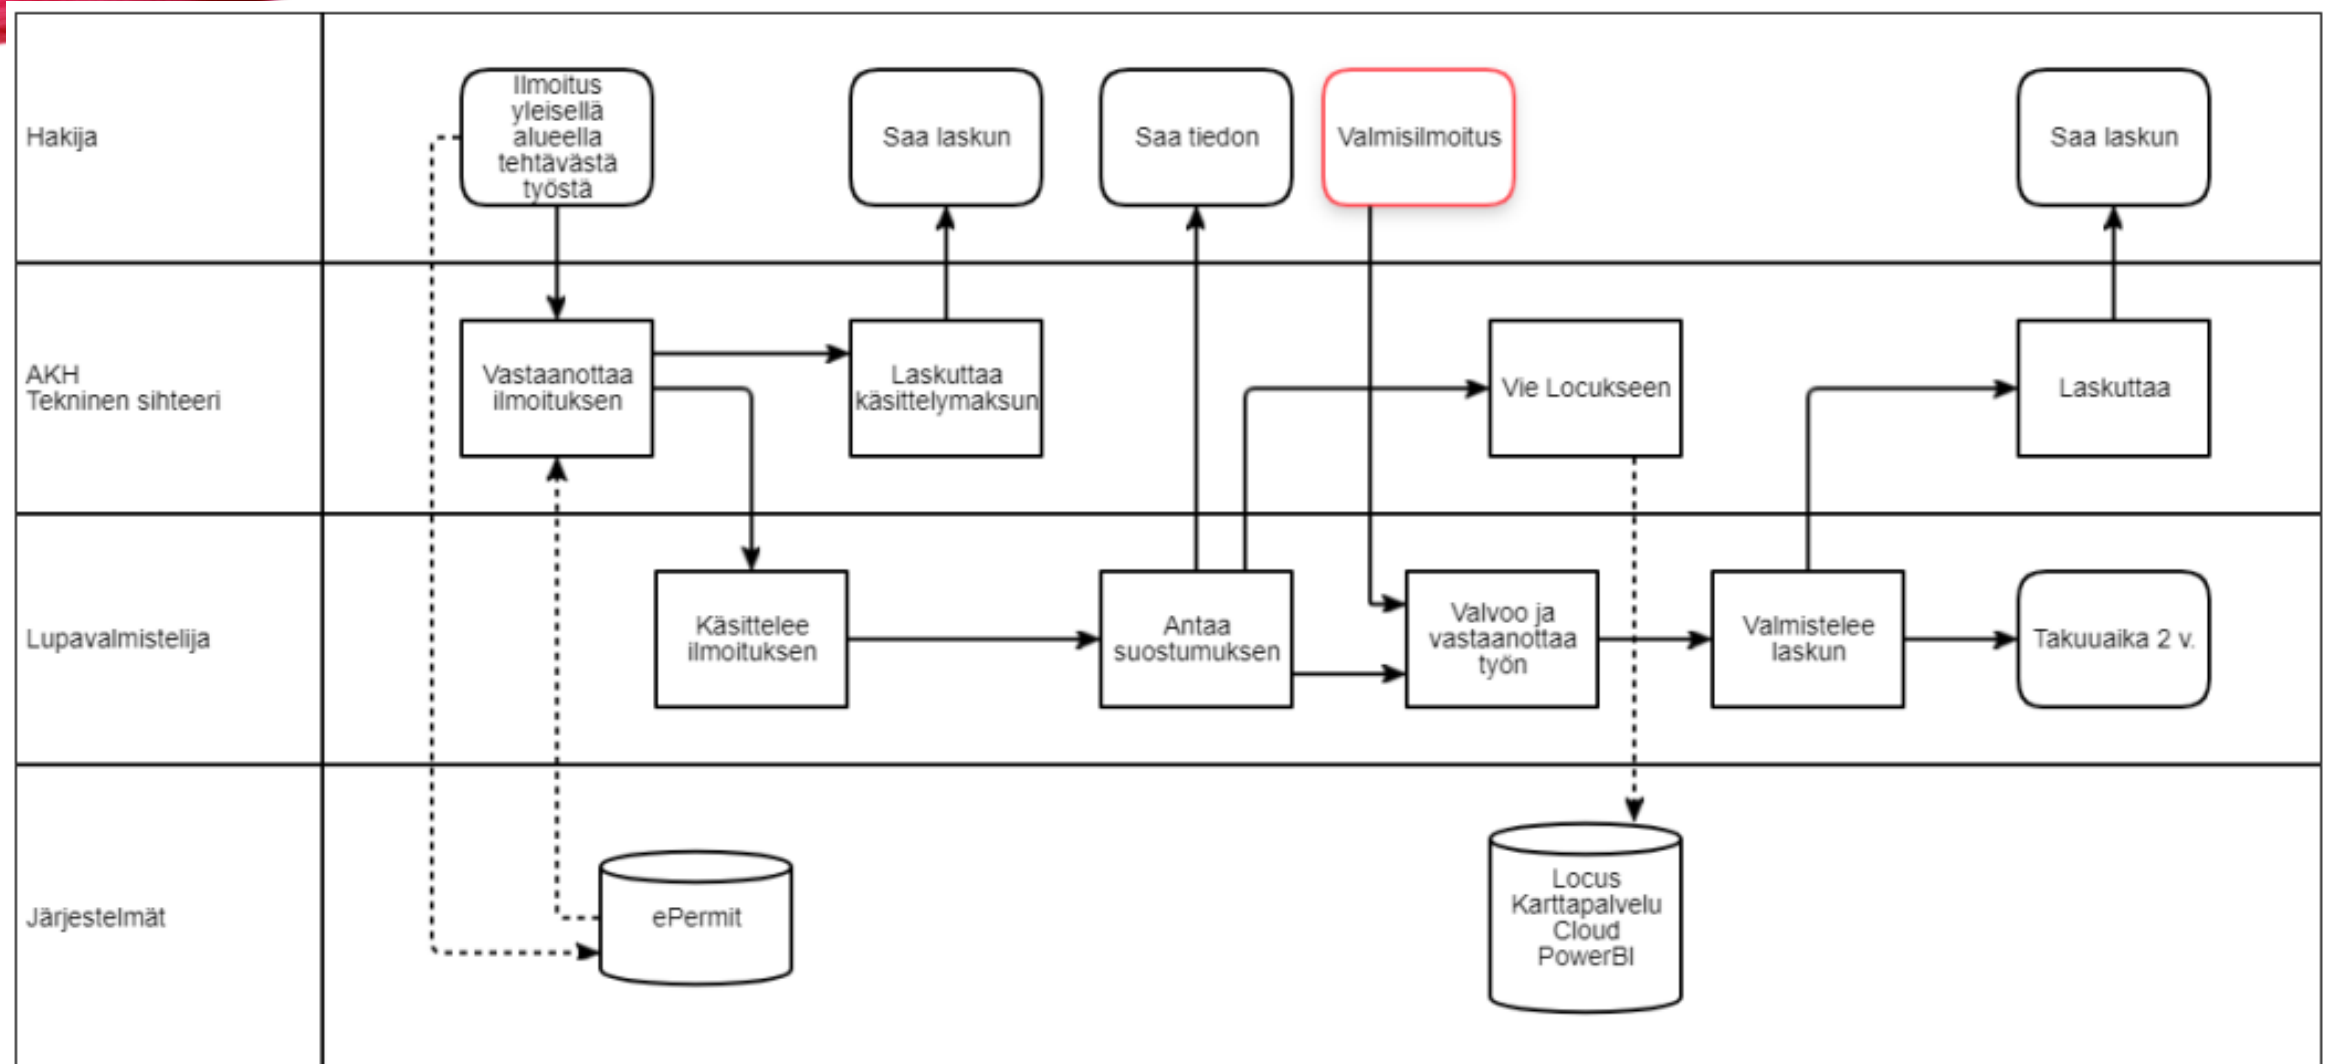 Hakija
Ilmoitus
yleisellä
alueella
tehtävästä
työstä
Saa laskun
Saa tiedon
Valmisilmoitus
Saa laskun
AKH
Tekninen sihteeri
Vastaanottaa
ilmoituksen
Laskuttaa
käsittelymaksun
Vie Locukseen
Laskuttaa
Lupavalmistelija
Käsittelee
ilmoituksen
Antaa
suostumuksen
Valvoo ja
vastaanottaa
työn
Valmistelee
laskun
Takuuaika 2 v.
Järjestelmät
ePermit
Locus
Karttapalvelu
Cloud
PowerBI